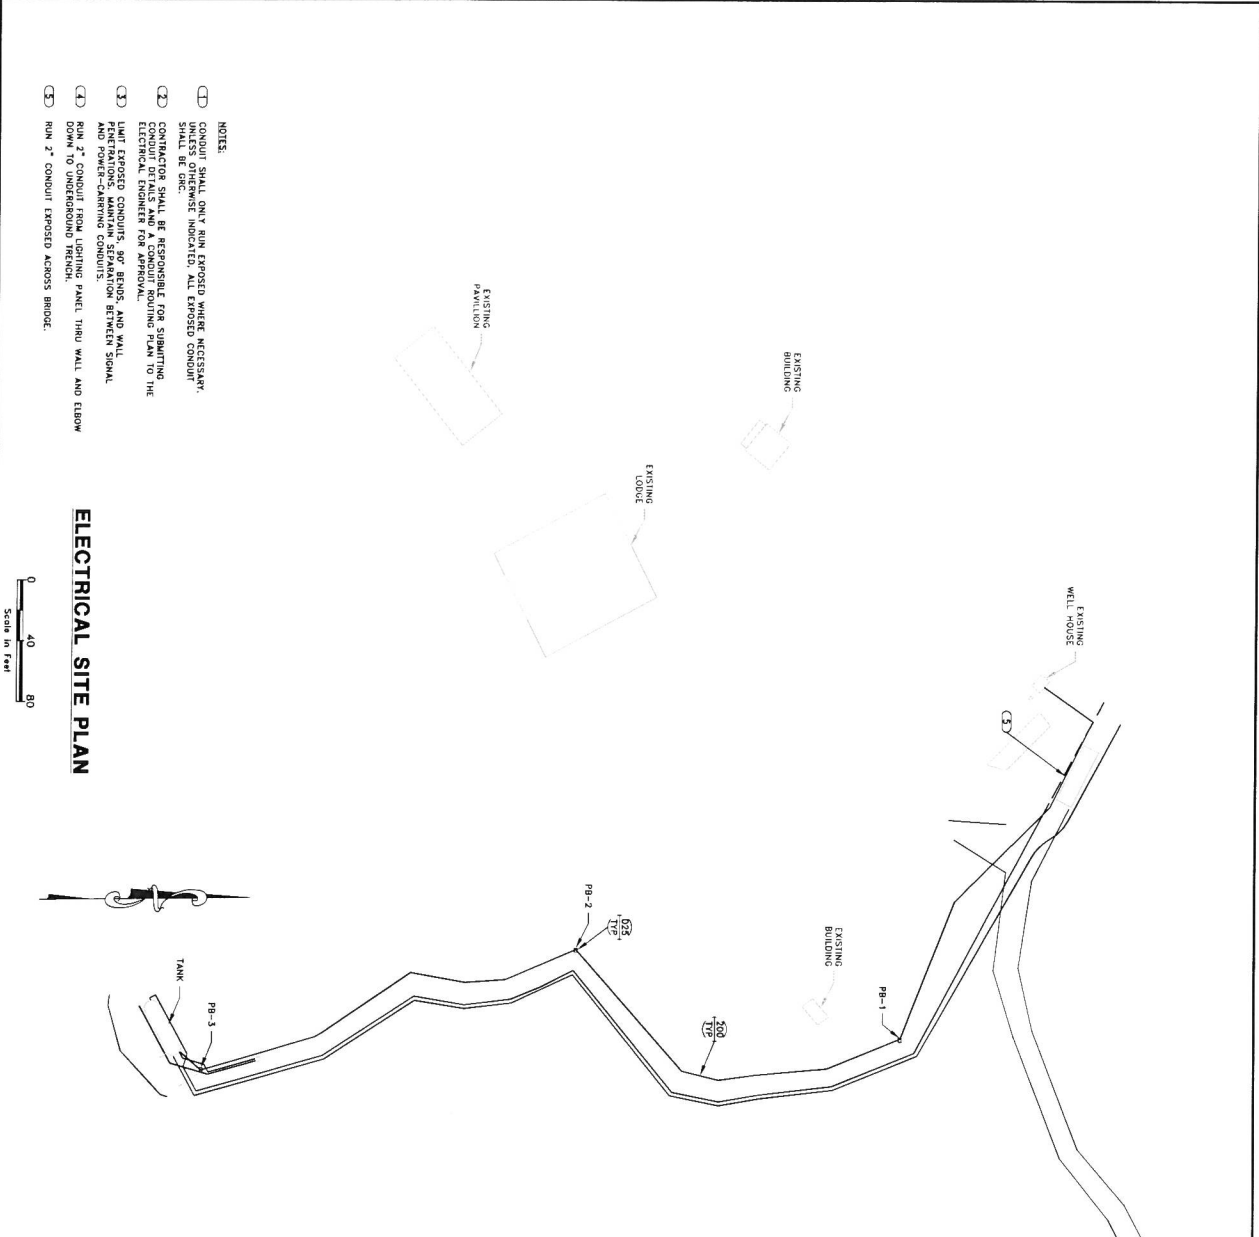 NOTES:
1 CONDUIT SHALL ONLY RUN EXPOSED WHERE NECESSARY.
UNLESS OTHERWISE INDICATED, ALL EXPOSED CONDUIT
SHALL BE GRC.
2 CONTRACTOR SHALL BE RESPONSIBLE FOR SUBMITTING
CONDUIT DETAILS AND A CONDUIT ROUTING PLAN TO THE
ELECTRICAL ENGINEER FOR APPROVAL.
3 LIMIT EXPOSED CONDUITS, 90° BENDS, AND WALL
PENETRATIONS. MAINTAIN SEPARATION BETWEEN SIGNAL
AND POWER-CARRYING CONDUITS.
4 RUN 2" CONDUIT FROM LIGHTING PANEL THRU WALL AND ELBOW
DOWN TO UNDERGROUND TRENCH.
5 RUN 2" CONDUIT EXPOSED ACROSS BRIDGE.
EXISTING
PAVILLION
EXISTING
BUILDING
EXISTING
LODGE
EXISTING
WELL HOUSE
5
EXISTING
BUILDING
PB-1
PB-2
D25
TYP
200
TYP
TANK
PB-3
ELECTRICAL SITE PLAN
0 40 80
Scale in Feet